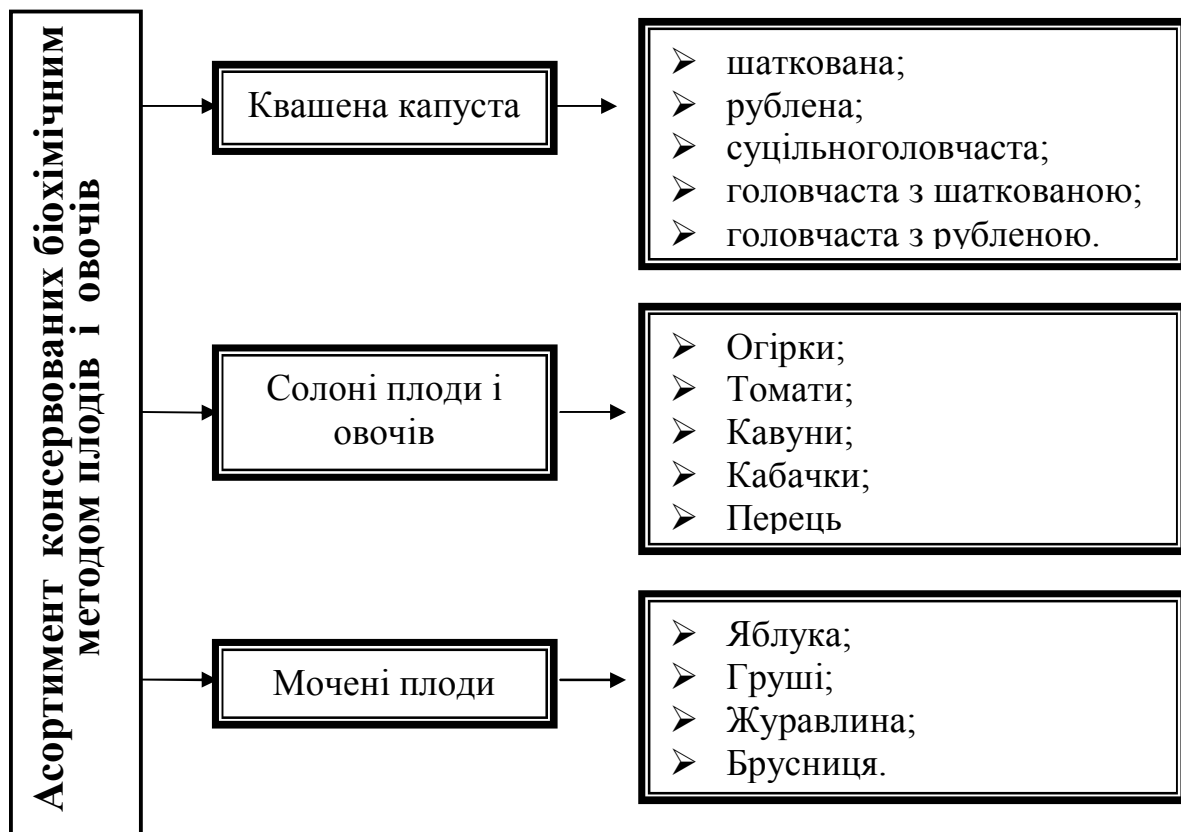 Асортимент консервованих біохімічним
методом плодів і овочів
Квашена капуста
➢ шаткована;
➢ рублена;
➢ суцільноголовчаста;
➢ головчаста з шаткованою;
➢ головчаста з рубленою.
Солоні плоди і
овочів
➢ Огірки;
➢ Томати;
➢ Кавуни;
➢ Кабачки;
➢ Перець
Мочені плоди
➢ Яблука;
➢ Груші;
➢ Журавлина;
➢ Брусниця.